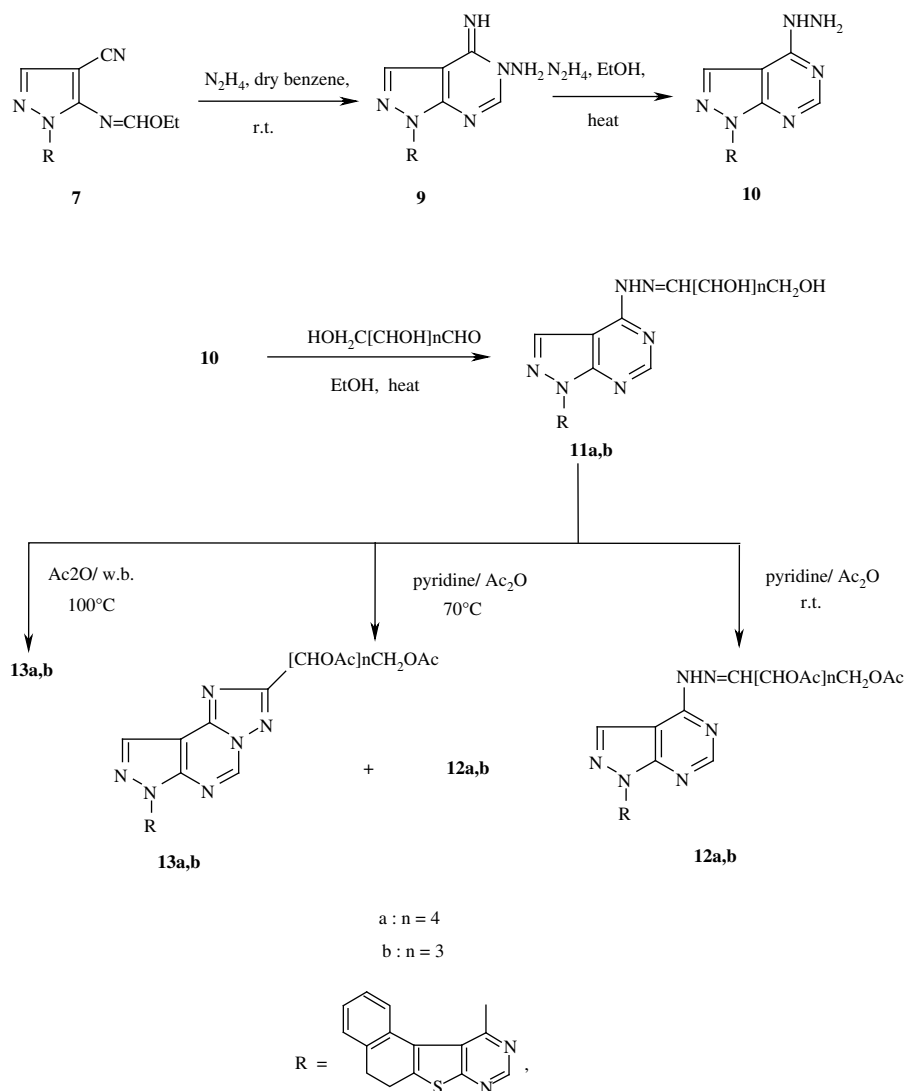 CN
N
N
R
N=CHOEt
7
N₂H₄, dry benzene,
r.t.
NH
NNH₂
N
N
N
R
9
N₂H₄, EtOH,
heat
NHNH₂
N
N
N
N
R
10
10
HOH₂C[CHOH]nCHO
EtOH, heat
NHN=CH[CHOH]nCH₂OH
N
N
N
N
R
11a,b
Ac2O/ w.b.
100°C
13a,b
pyridine/ Ac₂O
70°C
[CHOAc]nCH₂OAc
N
N
N
N
N
N
R
13a,b
+
12a,b
pyridine/ Ac₂O
r.t.
NHN=CH[CHOAc]nCH₂OAc
N
N
N
N
R
12a,b
a : n = 4
b : n = 3
R =
N
S
N
,